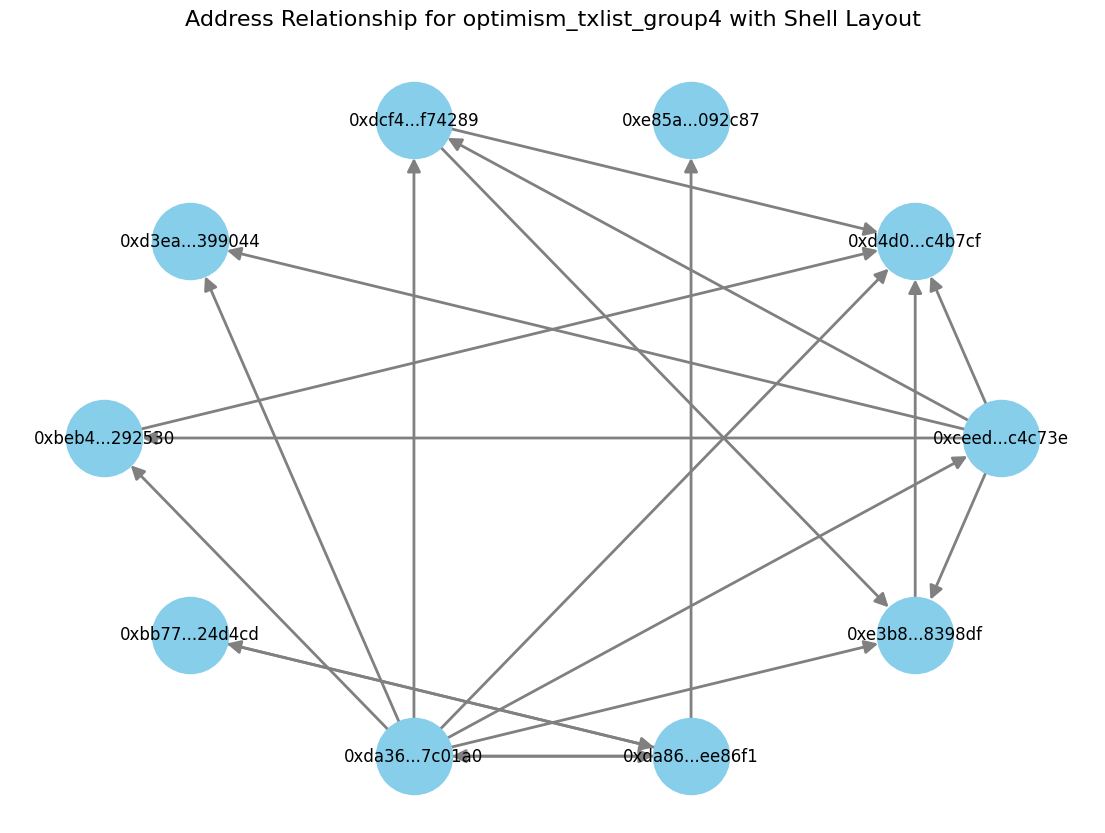 Address Relationship for optimism_txlist_group4 with Shell Layout
0xdcf4...f74289
0xe85a...092c87
0xd3ea...399044
0xd4d0...c4b7cf
0xbeb4...292530
0xceed...c4c73e
0xbb77...24d4cd
0xe3b8...8398df
0xda36...7c01a0
0xda86...ee86f1